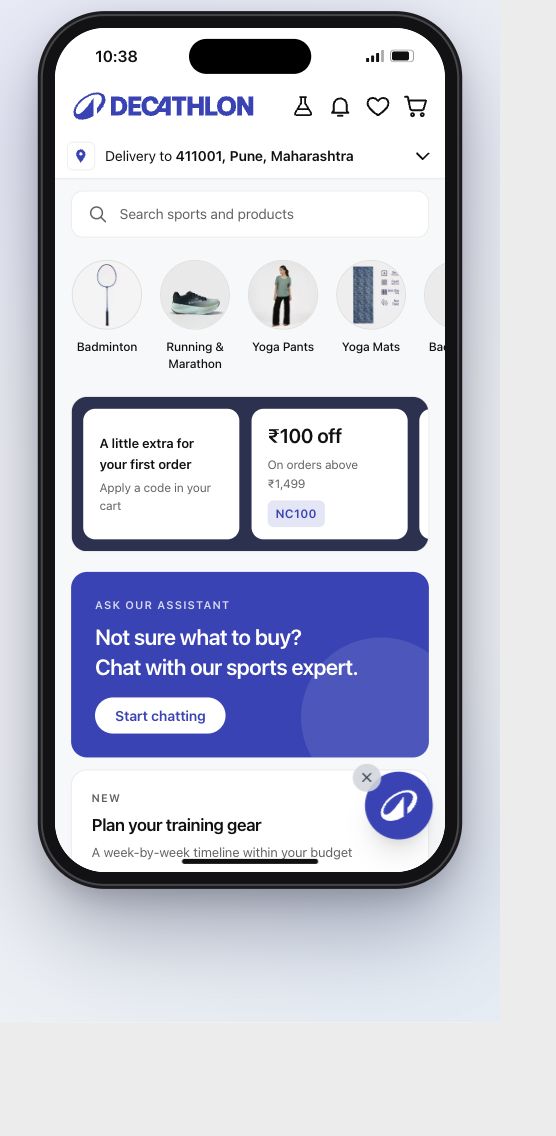 10:38
DECATHLON
Delivery to 411001, Pune, Maharashtra
Search sports and products
Badminton
Running &
Marathon
Yoga Pants
Yoga Mats
A little extra for
your first order
Apply a code in your
cart
₹100 off
On orders above
₹1,499
NC100
ASK OUR ASSISTANT
Not sure what to buy?
Chat with our sports expert.
Start chatting
NEW
Plan your training gear
A week-by-week timeline within your budget